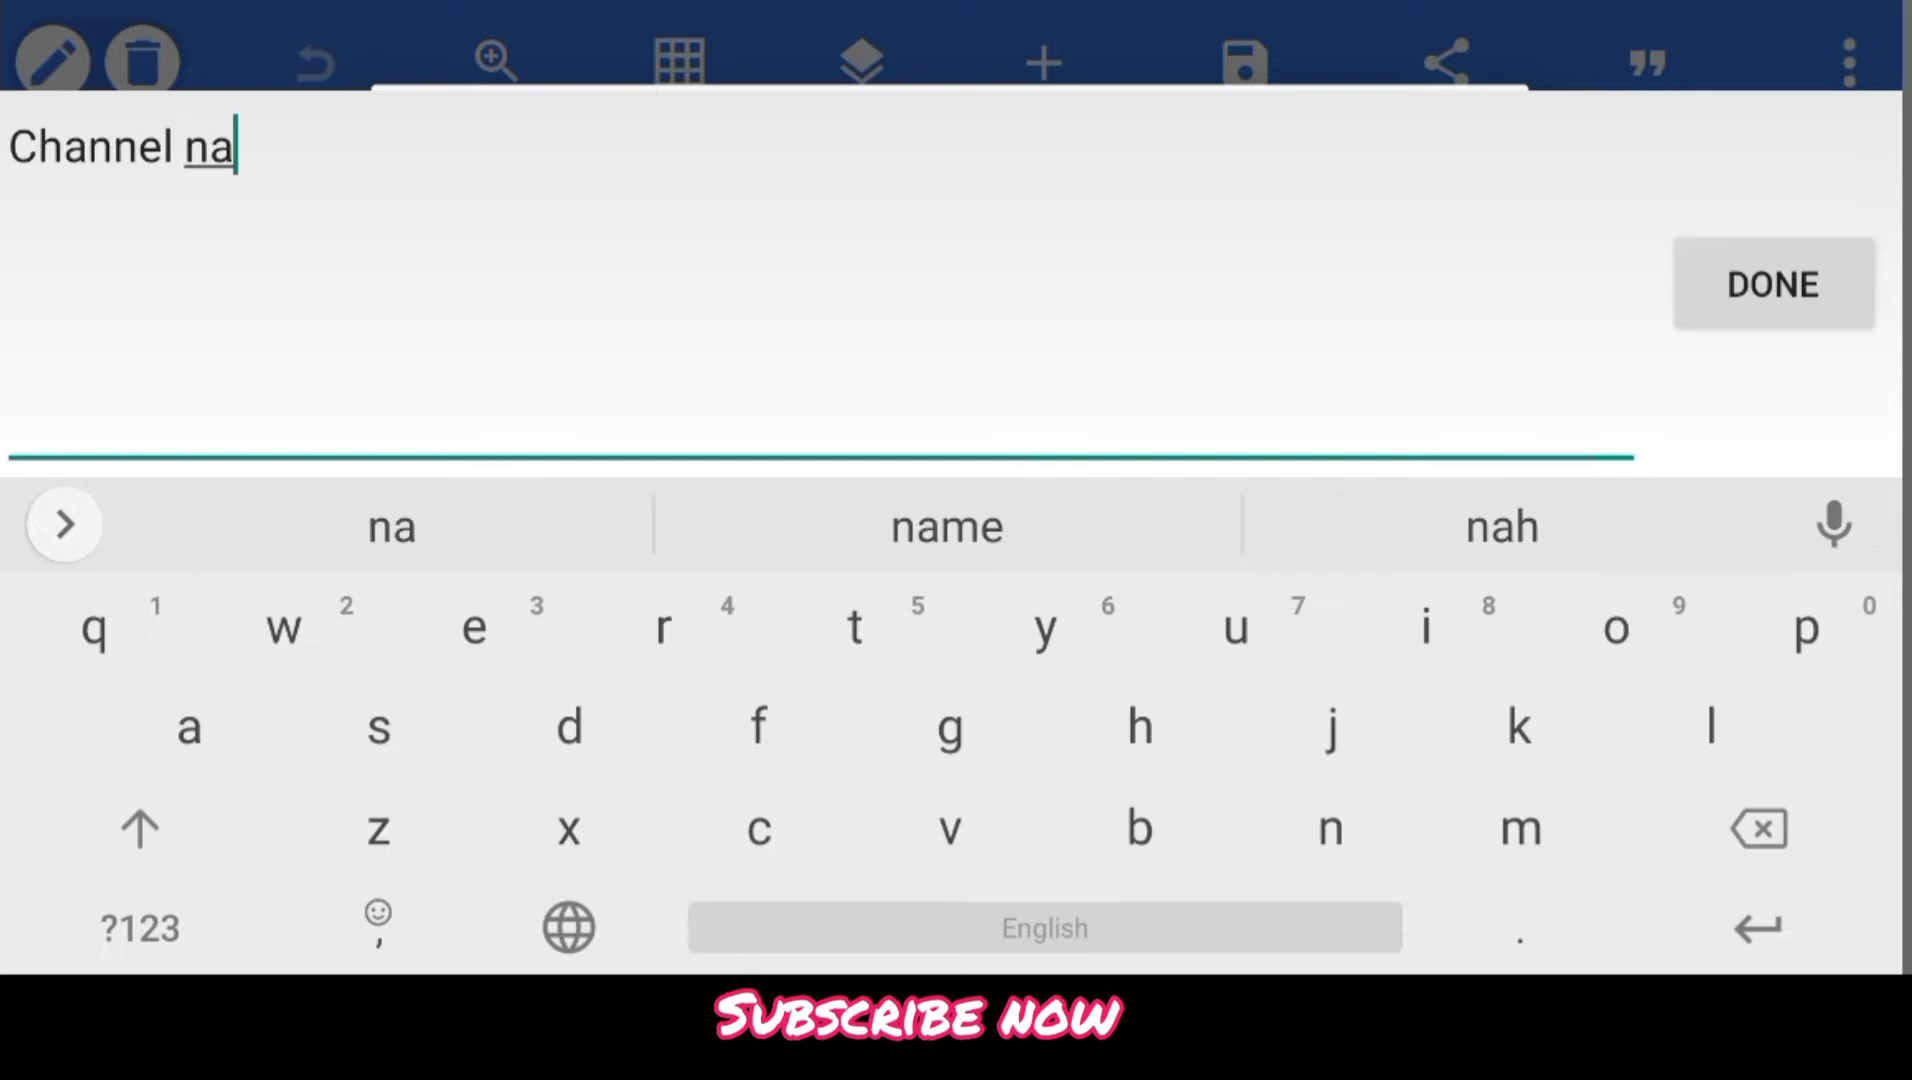 Channel na
DONE
na name nah
q 1 w 2 e 3 r 4 t 5 y 6 u 7 i 8 o 9 p 0
a s d f g h j k l
z x c v b n m
?123 , English .
SUBSCRIBE NOW